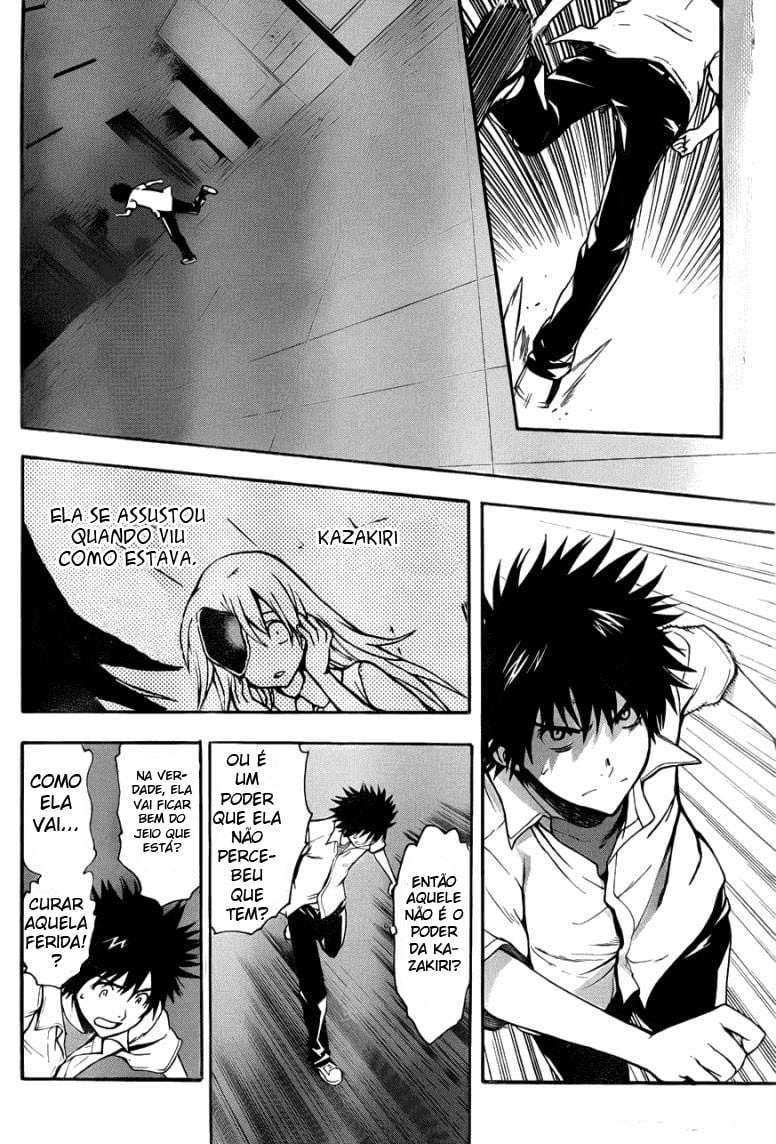 KAZAKIRI
ELA SE ASSUSTOU
QUANDO VIU
COMO ESTAVA.
ENTÃO
AQUELE
NÃO É O
PODER
DA KA-
ZAKIRI?
OU É
UM
PODER
QUE ELA
NÃO
PERCE-
BEU
QUE
TEM?
NA VER-
DADE, ELA
VAI FICAR
BEM DO
JEIO QUE
ESTÁ?
COMO
ELA
VAI...
CURAR
AQUELA
FERIDA!
?